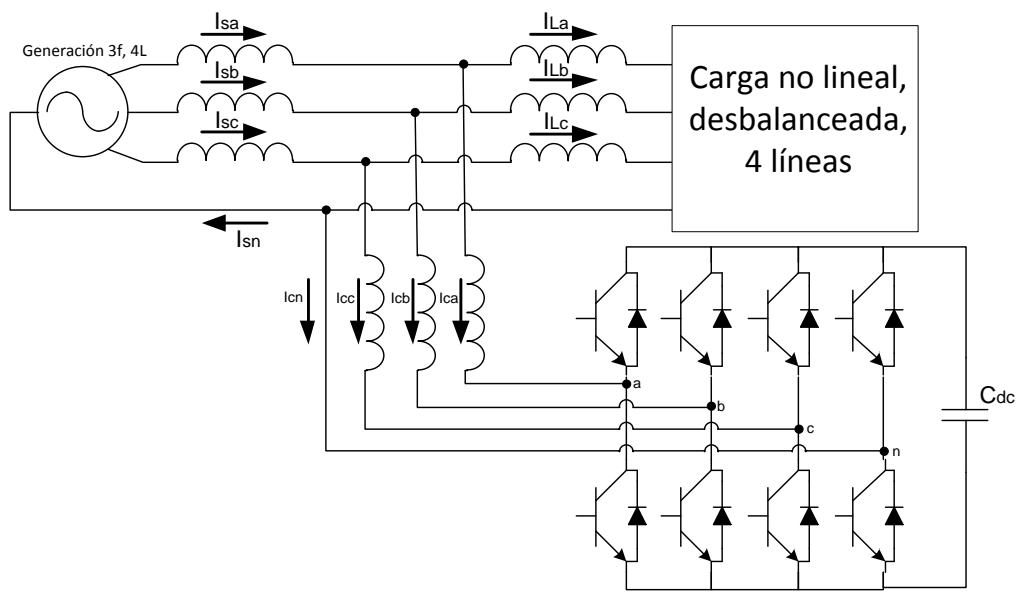 Generación 3f, 4L
Isa
Isb
Isc
ILa
ILb
ILc
Carga no lineal,
desbalanceada,
4 líneas
Isn
Icn
Icc
Icb
Ica
a
b
c
n
Cdc